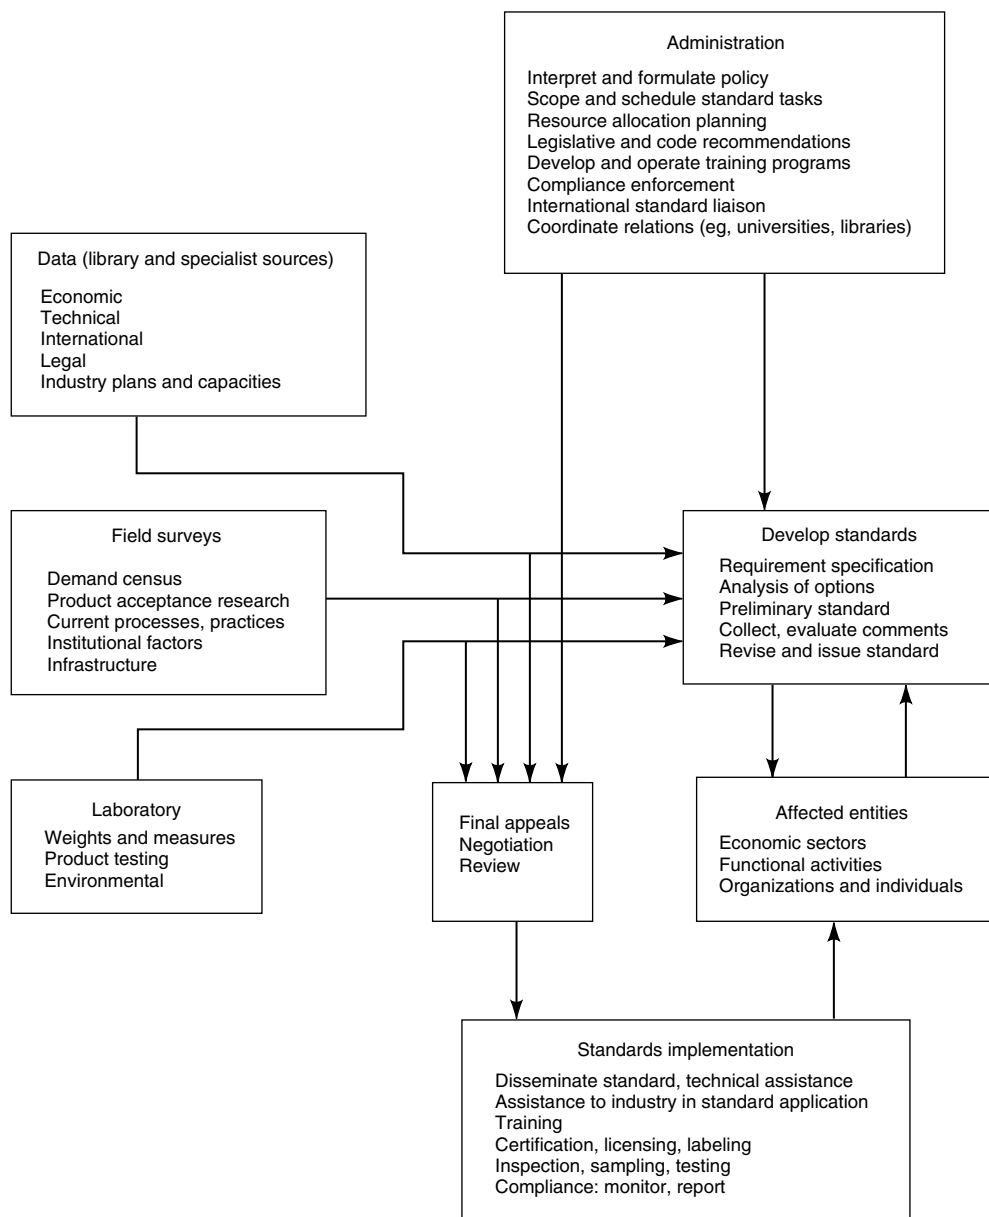 Administration
Interpret and formulate policy
Scope and schedule standard tasks
Resource allocation planning
Legislative and code recommendations
Develop and operate training programs
Compliance enforcement
International standard liaison
Coordinate relations (eg, universities, libraries)
Data (library and specialist sources)
Economic
Technical
International
Legal
Industry plans and capacities
Field surveys
Demand census
Product acceptance research
Current processes, practices
Institutional factors
Infrastructure
Develop standards
Requirement specification
Analysis of options
Preliminary standard
Collect, evaluate comments
Revise and issue standard
Laboratory
Weights and measures
Product testing
Environmental
Final appeals
Negotiation
Review
Affected entities
Economic sectors
Functional activities
Organizations and individuals
Standards implementation
Disseminate standard, technical assistance
Assistance to industry in standard application
Training
Certification, licensing, labeling
Inspection, sampling, testing
Compliance: monitor, report